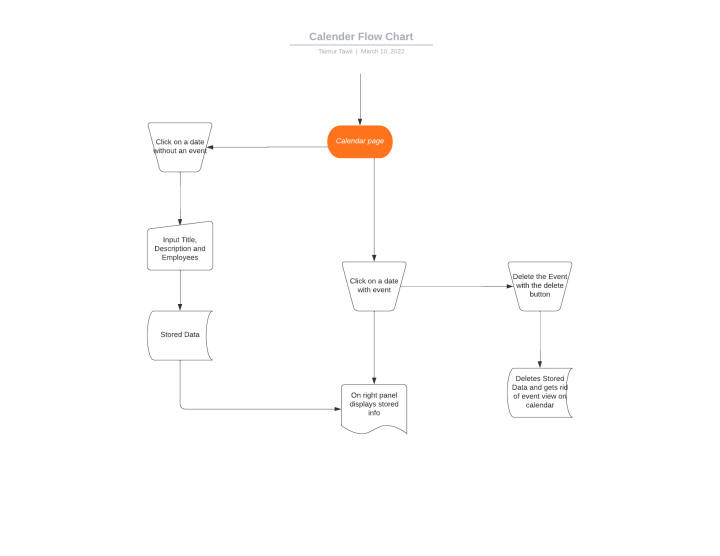 Calender Flow Chart
Taimur Tawil | March 10, 2022
Calendar page
Click on a date
without an event
Input Title,
Description and
Employees
Stored Data
Click on a date
with event
Delete the Event
with the delete
button
On right panel
displays stored
info
Deletes Stored
Data and gets rid
of event view on
calendar